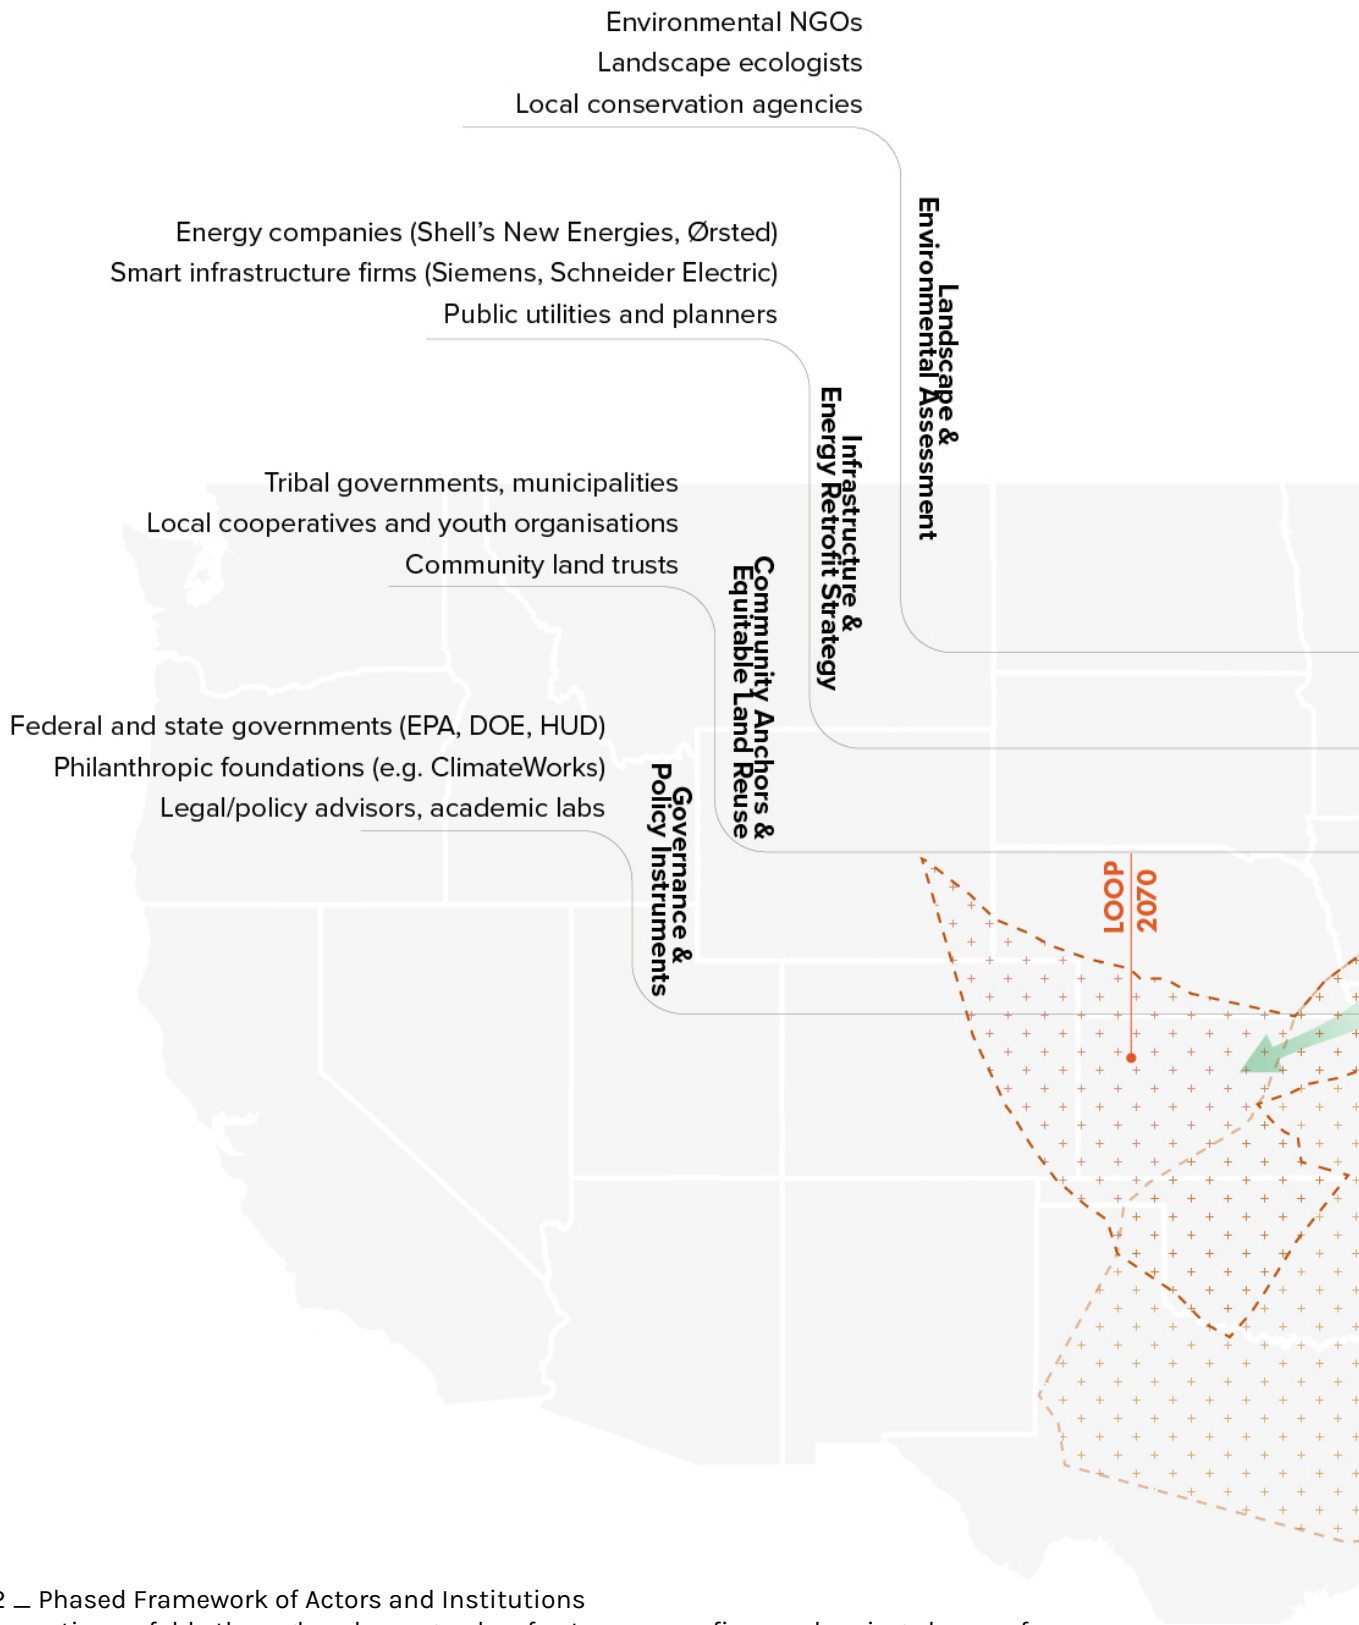 Environmental NGOs
Landscape ecologists
Local conservation agencies
Landscape &
Environmental Assessment
Energy companies (Shell’s New Energies, Ørsted)
Smart infrastructure firms (Siemens, Schneider Electric)
Public utilities and planners
Infrastructure &
Energy Retrofit Strategy
Tribal governments, municipalities
Local cooperatives and youth organisations
Community land trusts
Community Anchors &
Equitable Land Reuse
Federal and state governments (EPA, DOE, HUD)
Philanthropic foundations (e.g. ClimateWorks)
Legal/policy advisors, academic labs
Governance &
Policy Instruments
2070
LOOP
2 _ Phased Framework of Actors and Institutions